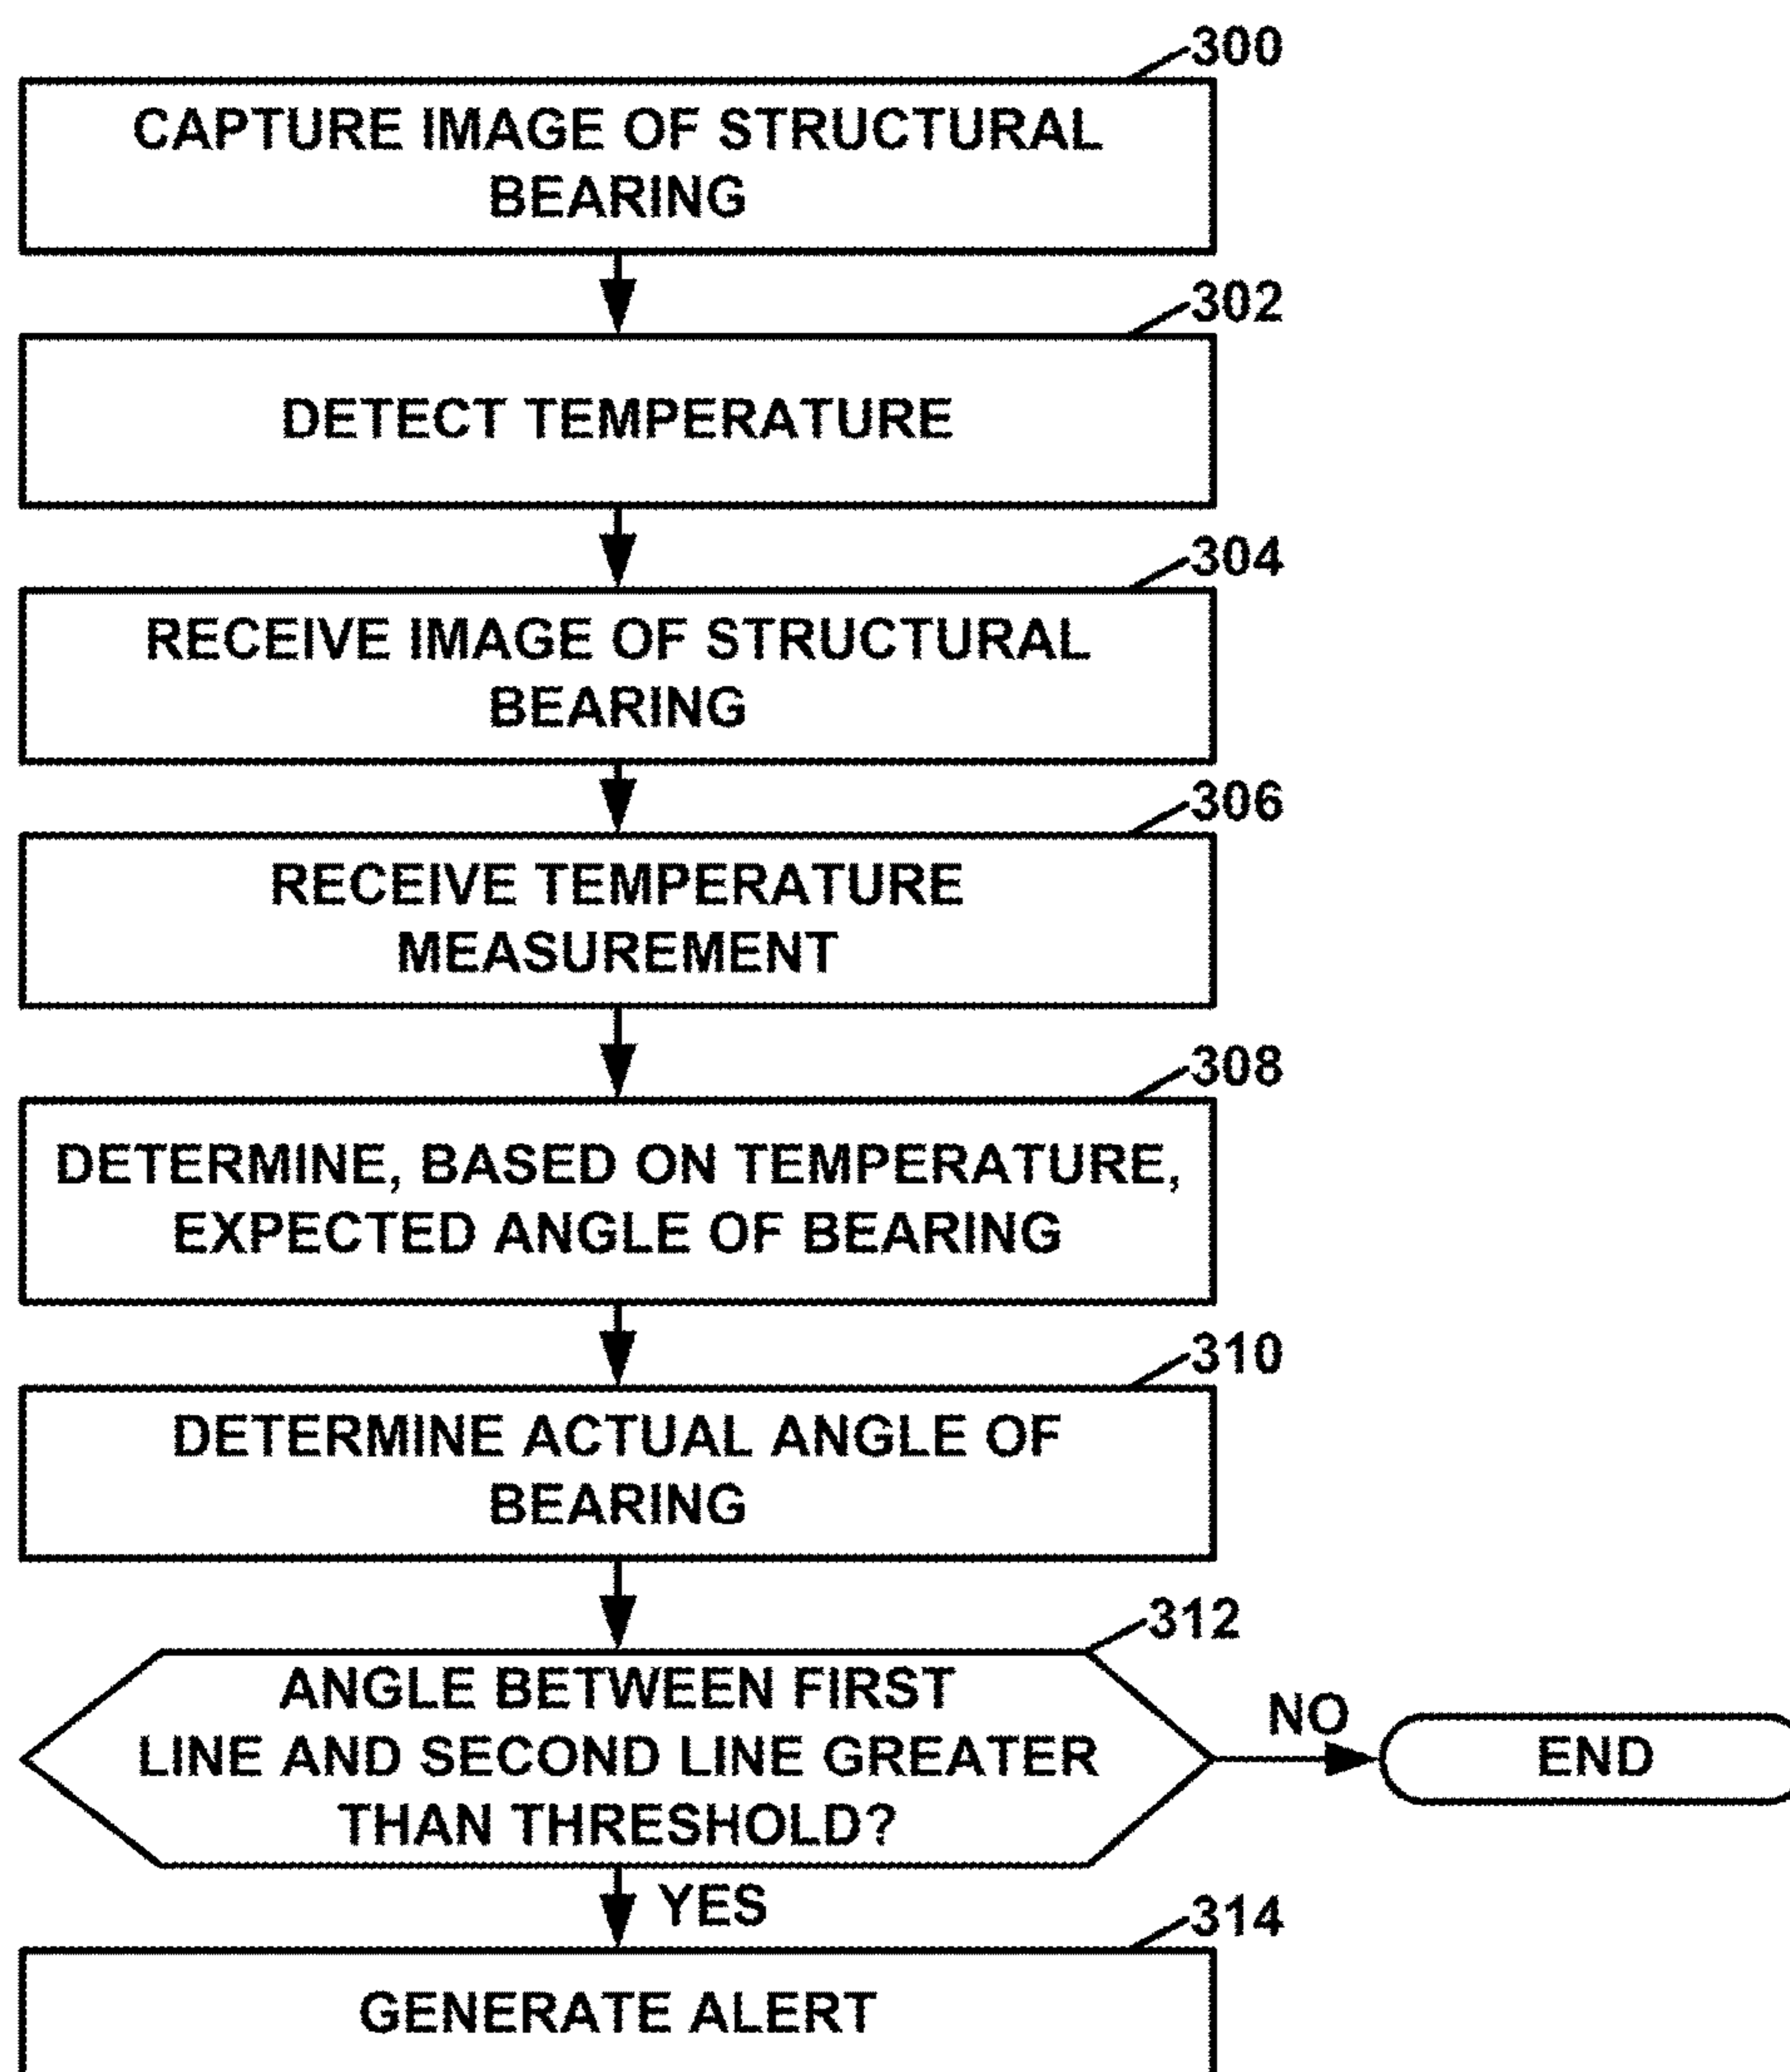 300
CAPTURE IMAGE OF STRUCTURAL
BEARING
302
DETECT TEMPERATURE
304
RECEIVE IMAGE OF STRUCTURAL
BEARING
306
RECEIVE TEMPERATURE
MEASUREMENT
308
DETERMINE, BASED ON TEMPERATURE,
EXPECTED ANGLE OF BEARING
310
DETERMINE ACTUAL ANGLE OF
BEARING
312
ANGLE BETWEEN FIRST
LINE AND SECOND LINE GREATER
THAN THRESHOLD?
NO
END
YES
314
GENERATE ALERT